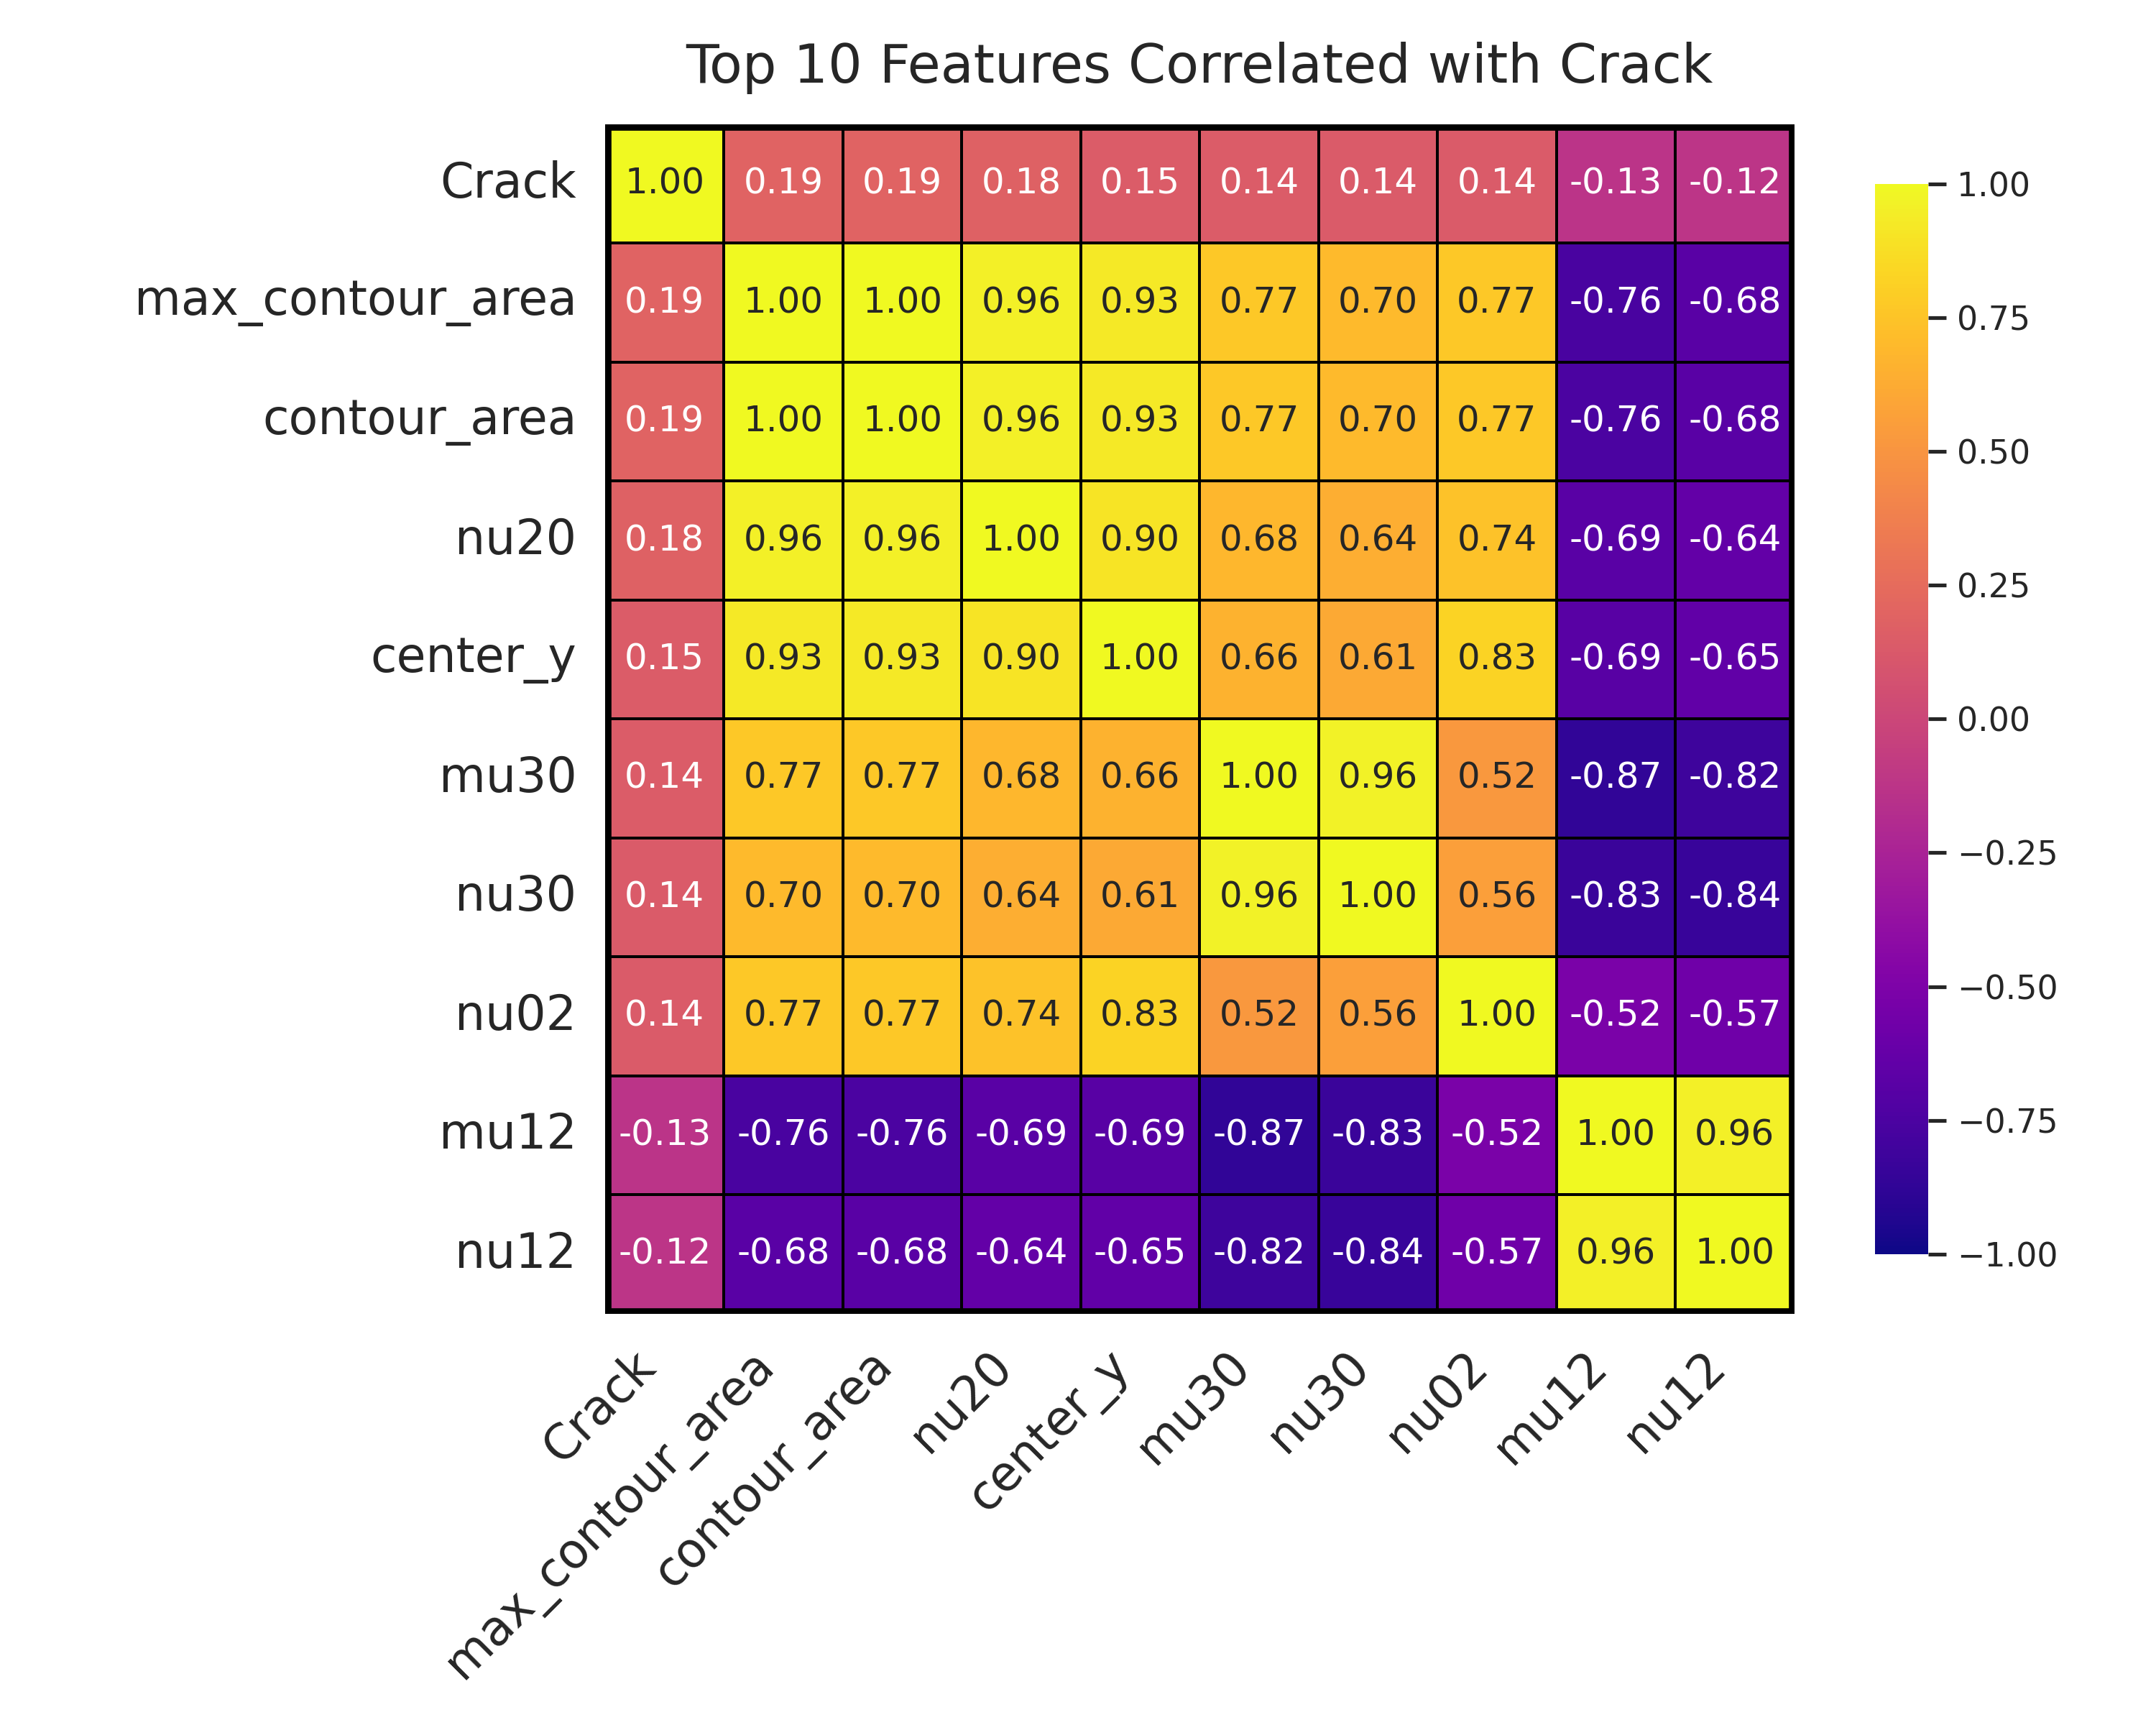 Top 10 Features Correlated with Crack
Crack 1.00 0.19 0.19 0.18 0.15 0.14 0.14 0.14 -0.13 -0.12
max_contour_area 0.19 1.00 1.00 0.96 0.93 0.77 0.70 0.77 -0.76 -0.68
contour_area 0.19 1.00 1.00 0.96 0.93 0.77 0.70 0.77 -0.76 -0.68
nu20 0.18 0.96 0.96 1.00 0.90 0.68 0.64 0.74 -0.69 -0.64
center_y 0.15 0.93 0.93 0.90 1.00 0.66 0.61 0.83 -0.69 -0.65
mu30 0.14 0.77 0.77 0.68 0.66 1.00 0.96 0.52 -0.87 -0.82
nu30 0.14 0.70 0.70 0.64 0.61 0.96 1.00 0.56 -0.83 -0.84
nu02 0.14 0.77 0.77 0.74 0.83 0.52 0.56 1.00 -0.52 -0.57
mu12 -0.13 -0.76 -0.76 -0.69 -0.69 -0.87 -0.83 -0.52 1.00 0.96
nu12 -0.12 -0.68 -0.68 -0.64 -0.65 -0.82 -0.84 -0.57 0.96 1.00
Crack
max_contour_area
contour_area
nu20
center_y
mu30
nu30
nu02
mu12
nu12
1.00
0.75
0.50
0.25
0.00
−0.25
−0.50
−0.75
−1.00